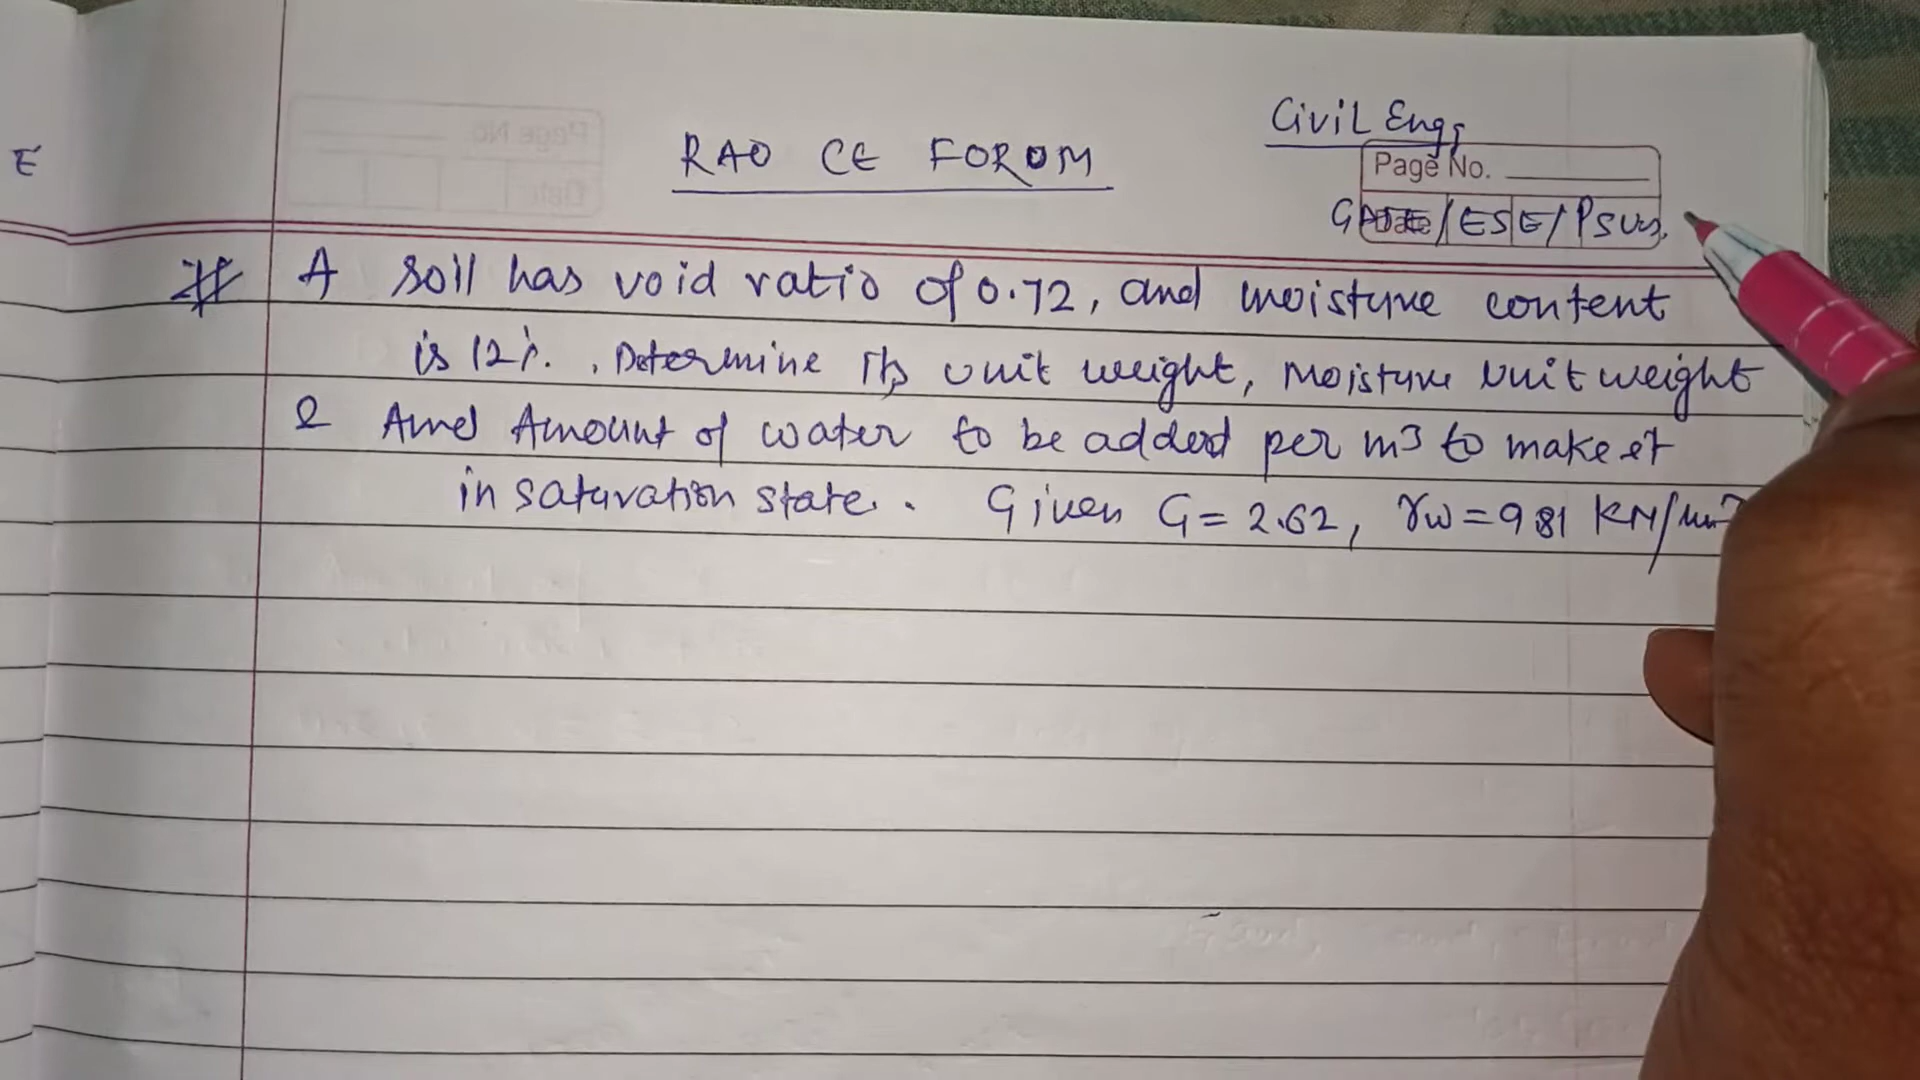 Civil Engg
RAO CE FOROM
Page No.
E
GATE/ESE/PSUs.
# A soil has void ratio of 0.72, and moisture content
is 12%. , Determine Its unit weight, Moisture Unit weight
& And Amount of water to be added per m3 to make it
in saturation state. Given G = 2.62, γw = 9.81 KN/m3